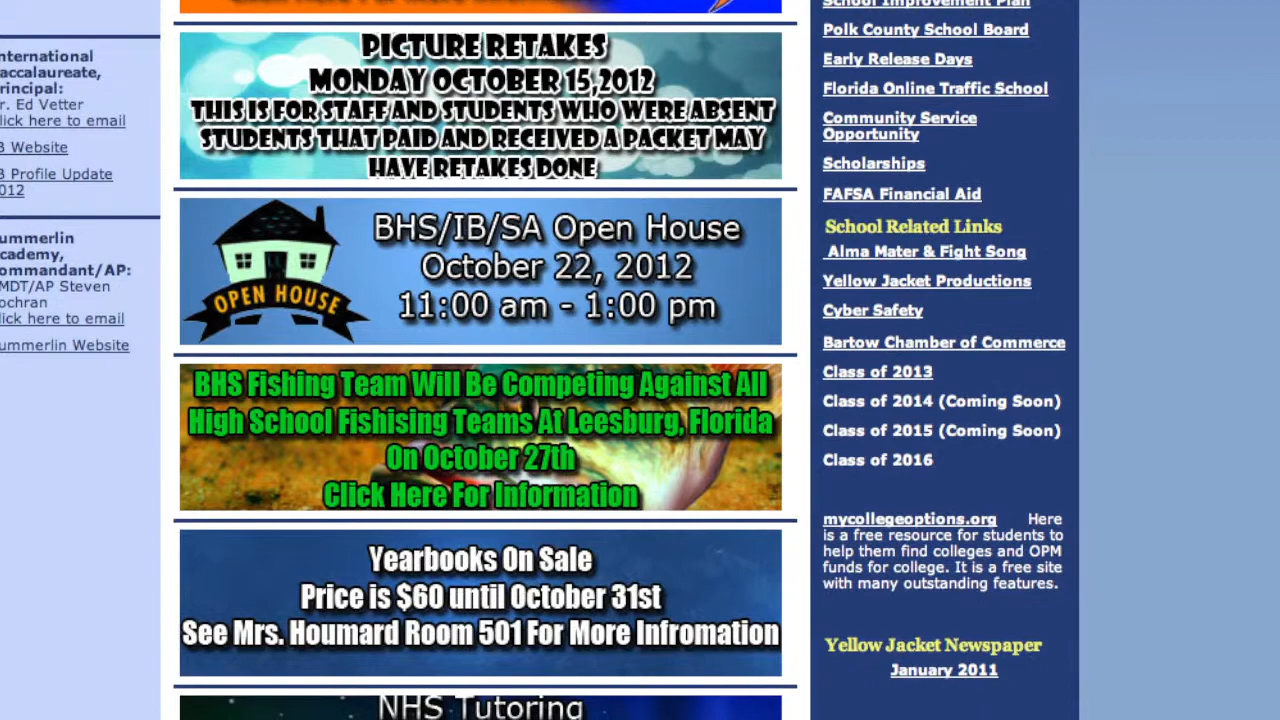 nternational
accalaureate,
rincipal:
r. Ed Vetter
lick here to email
B Website
B Profile Update
012
ummerlin
cademy,
ommandant/AP:
MDT/AP Steven
ochran
lick here to email
ummerlin Website
PICTURE RETAKES
MONDAY OCTOBER 15,2012
THIS IS FOR STAFF AND STUDENTS WHO WERE ABSENT
STUDENTS THAT PAID AND RECEIVED A PACKET MAY
HAVE RETAKES DONE
OPEN HOUSE
BHS/IB/SA Open House
October 22, 2012
11:00 am - 1:00 pm
BHS Fishing Team Will Be Competing Against All
High School Fishising Teams At Leesburg, Florida
On October 27th
Click Here For Information
Yearbooks On Sale
Price is $60 until October 31st
See Mrs. Houmard Room 501 For More Infromation
NHS Tutoring
School Improvement Plan
Polk County School Board
Early Release Days
Florida Online Traffic School
Community Service
Opportunity
Scholarships
FAFSA Financial Aid
School Related Links
Alma Mater & Fight Song
Yellow Jacket Productions
Cyber Safety
Bartow Chamber of Commerce
Class of 2013
Class of 2014 (Coming Soon)
Class of 2015 (Coming Soon)
Class of 2016
mycollegeoptions.org Here
is a free resource for students to
help them find colleges and OPM
funds for college. It is a free site
with many outstanding features.
Yellow Jacket Newspaper
January 2011